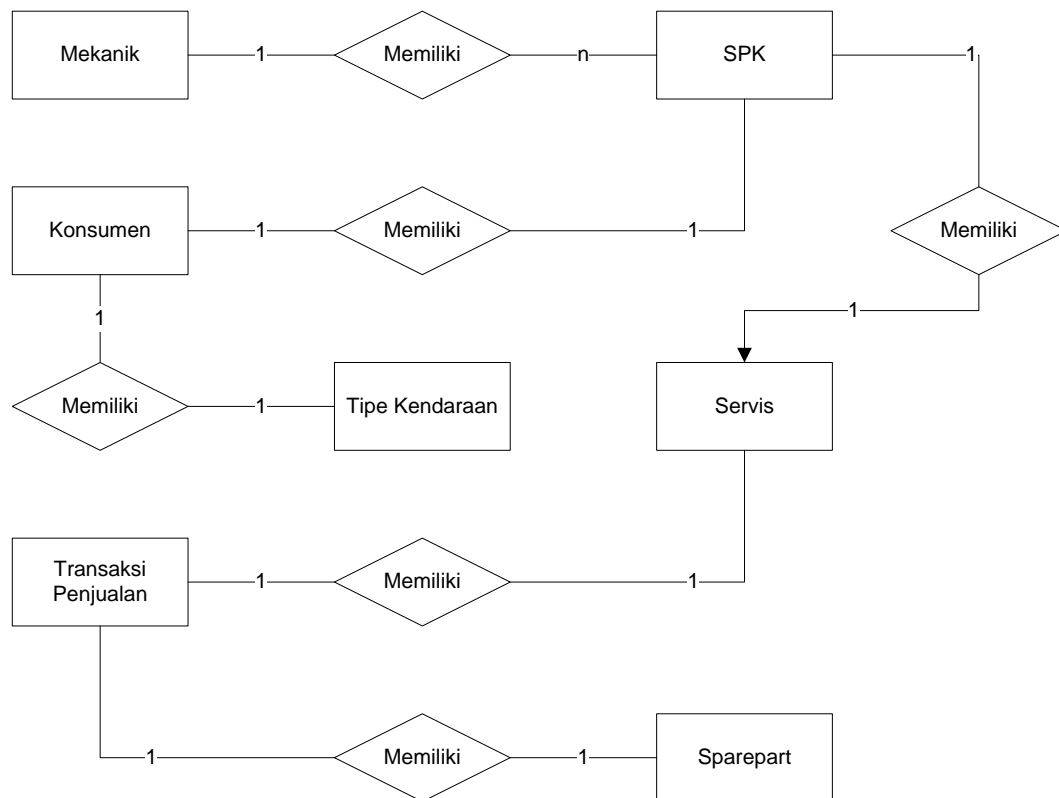 Mekanik 1 Memiliki n SPK 1
Konsumen 1 Memiliki 1 Memiliki
1 1
Memiliki 1 Tipe Kendaraan Servis
Transaksi
Penjualan 1 Memiliki 1
1 Memiliki 1 Sparepart